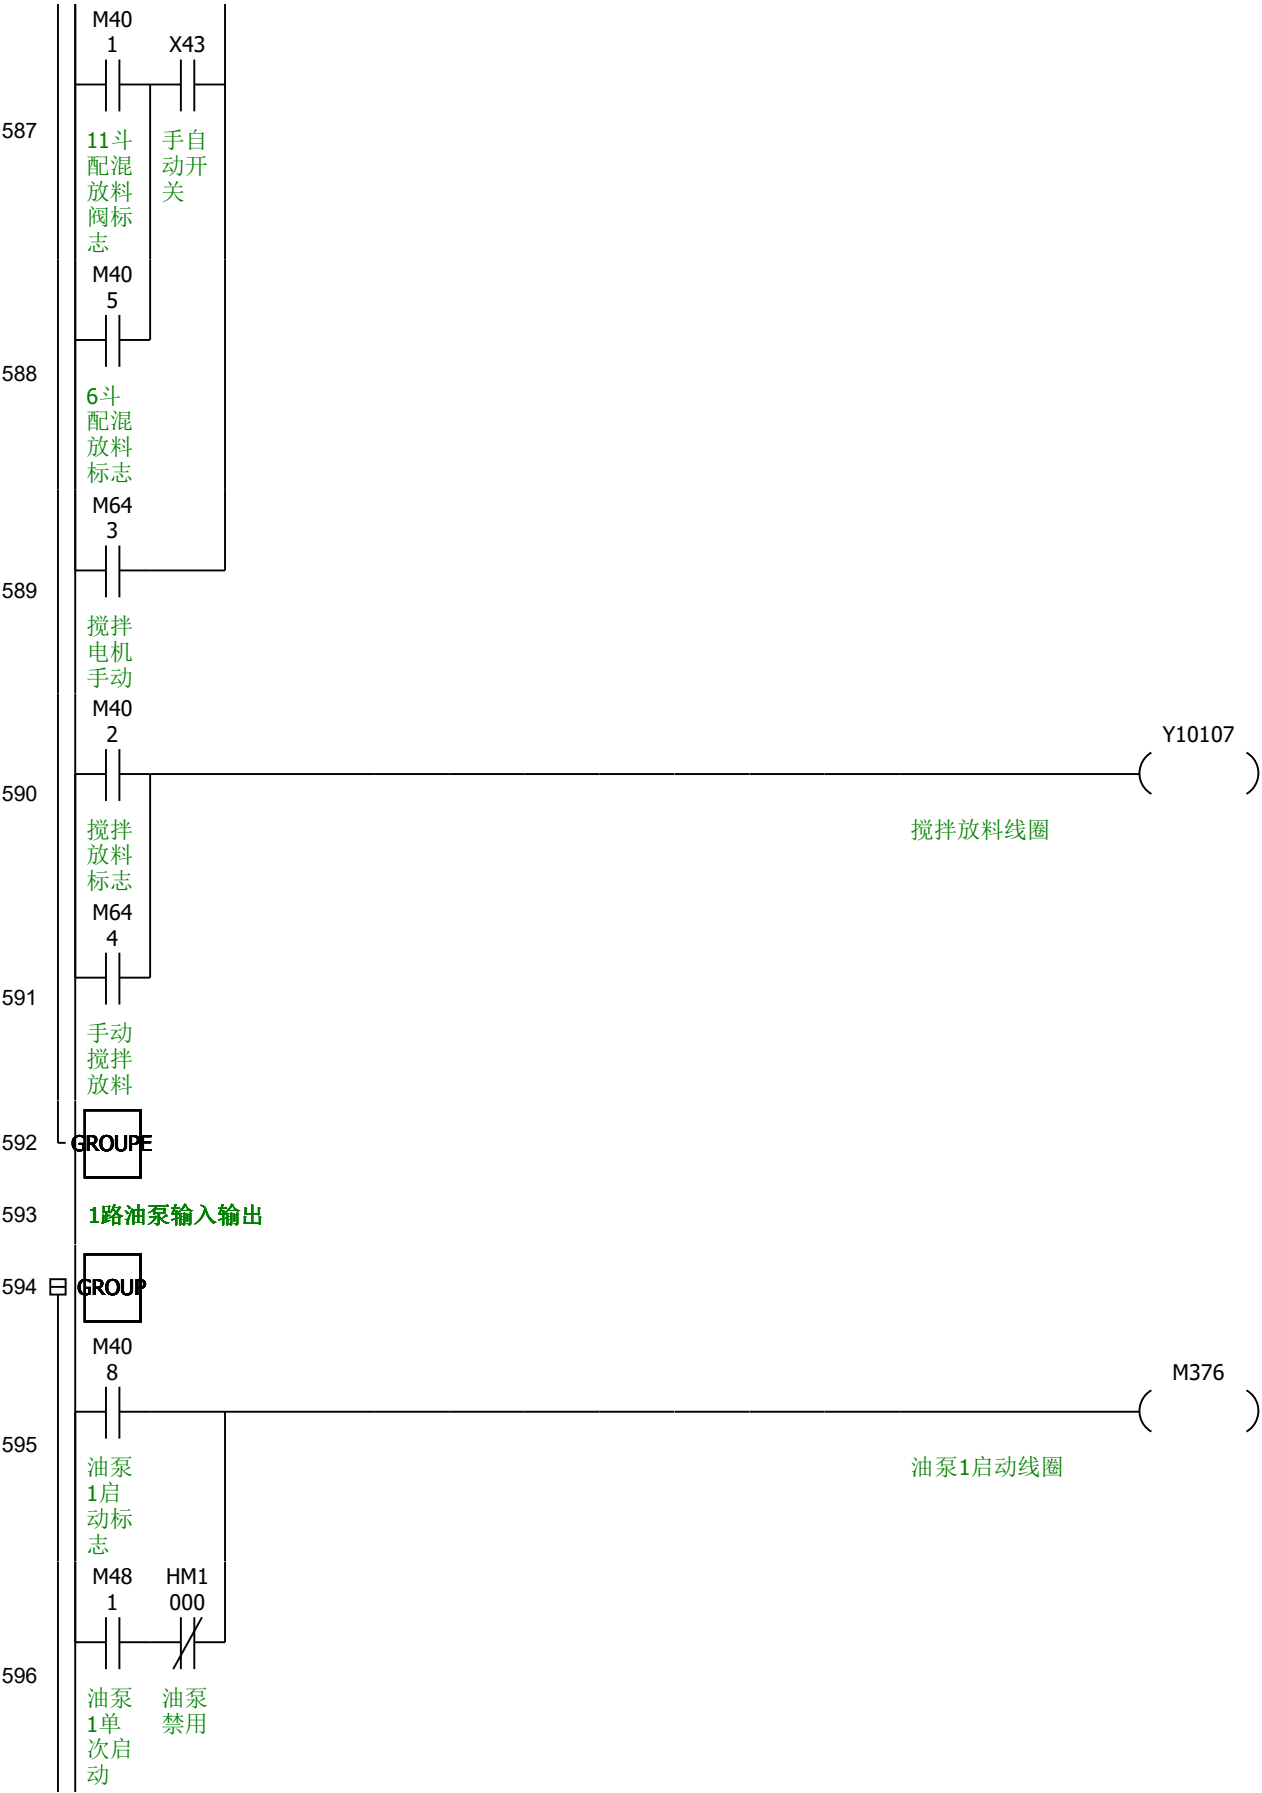 M40
1
X43
587
11斗
配混
放料
阀标
志
手自
动开
关
M40
5
588
6斗
配混
放料
标志
M64
3
589
搅拌
电机
手动
M40
2
Y10107
590
搅拌
放料
标志
搅拌放料线圈
M64
4
591
手动
搅拌
放料
592
GROUPE
593
1路油泵输入输出
594
GROUP
M40
8
M376
595
油泵
1启
动标
志
油泵1启动线圈
M48
1
HM1
000
596
油泵
1单
次启
动
油泵
禁用